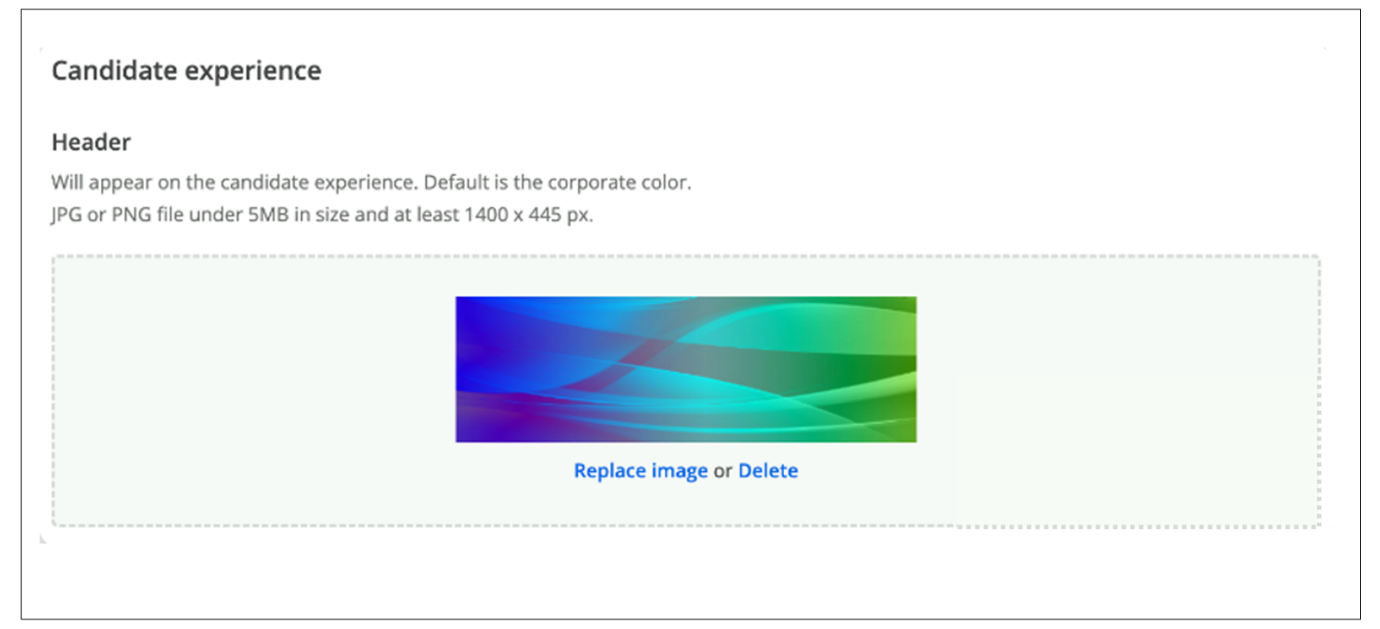 Candidate experience
Header
Will appear on the candidate experience. Default is the corporate color.
JPG or PNG file under 5MB in size and at least 1400 x 445 px.
Replace image or Delete